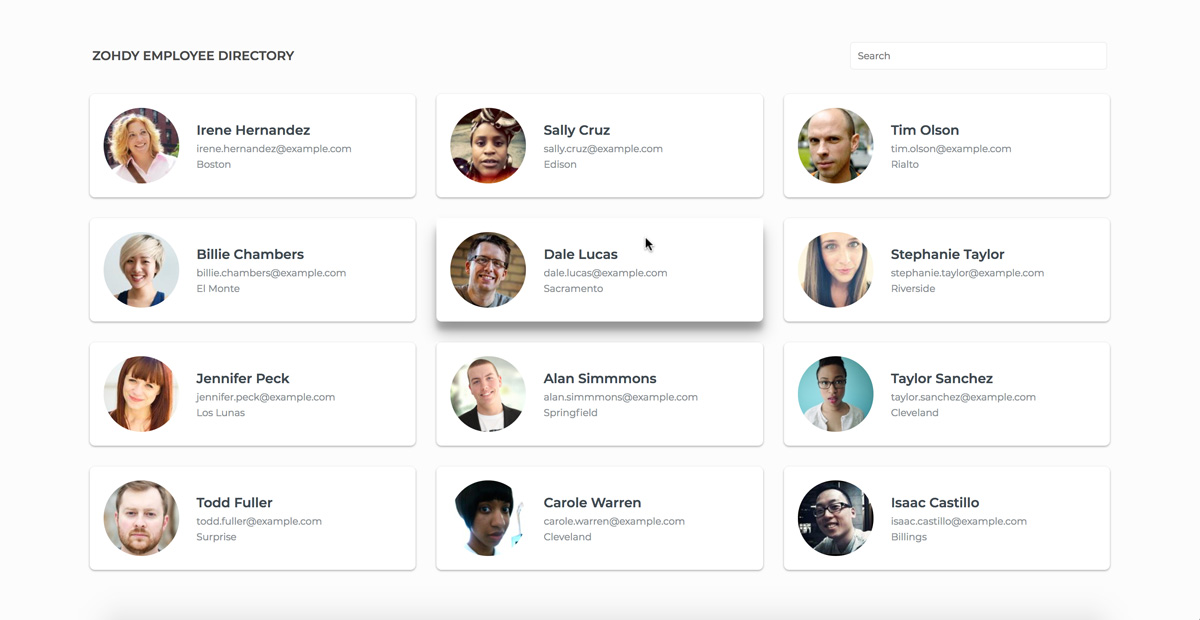 ZOHDY EMPLOYEE DIRECTORY
Search
Irene Hernandez
irene.hernandez@example.com
Boston
Sally Cruz
sally.cruz@example.com
Edison
Tim Olson
tim.olson@example.com
Rialto
Billie Chambers
billie.chambers@example.com
El Monte
Dale Lucas
dale.lucas@example.com
Sacramento
Stephanie Taylor
stephanie.taylor@example.com
Riverside
Jennifer Peck
jennifer.peck@example.com
Los Lunas
Alan Simmmons
alan.simmmons@example.com
Springfield
Taylor Sanchez
taylor.sanchez@example.com
Cleveland
Todd Fuller
todd.fuller@example.com
Surprise
Carole Warren
carole.warren@example.com
Cleveland
Isaac Castillo
isaac.castillo@example.com
Billings